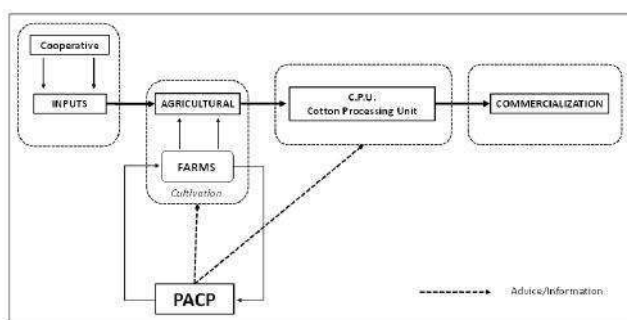 Cooperative
INPUTS
AGRICULTURAL
C.P.U.
Cotton Processing Unit
COMMERCIALIZATION
FARMS
Cultivation
PACP
Advice/Information